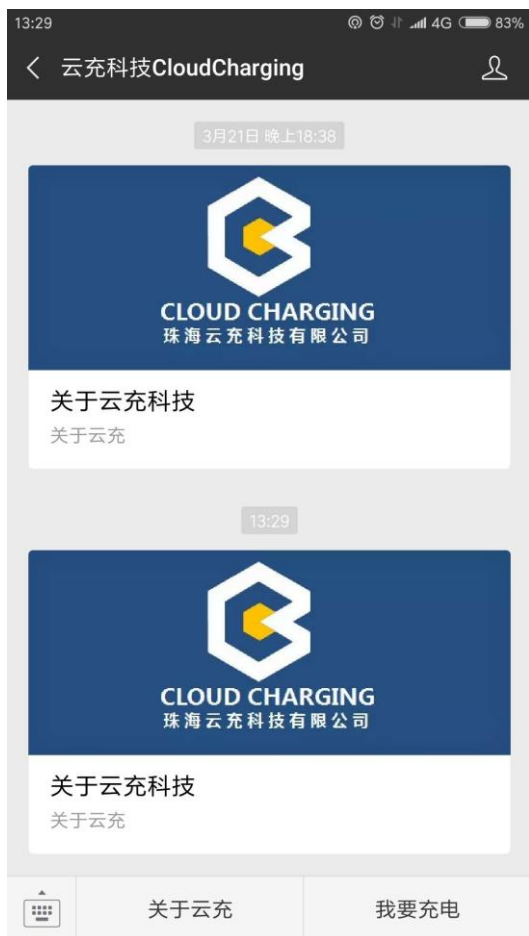 13:29
4G
83%
云充科技CloudCharging
3月21日 晚上18:38
CLOUD CHARGING
珠海云充科技有限公司
关于云充科技
关于云充
13:29
CLOUD CHARGING
珠海云充科技有限公司
关于云充科技
关于云充
关于云充
我要充电